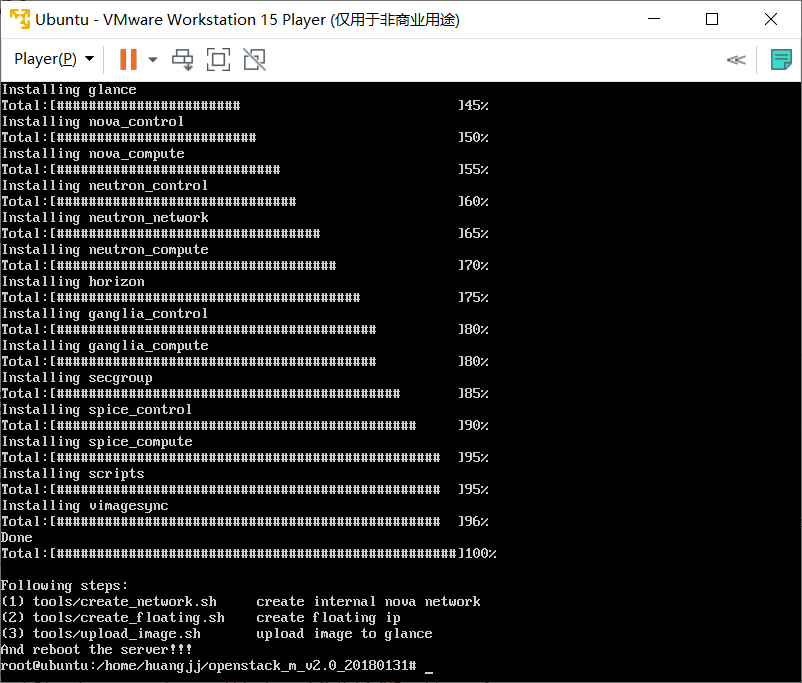 Ubuntu - VMware Workstation 15 Player (仅用于非商业用途)
Player(P)
Installing glance
Total:[####################### ]45%
Installing nova_control
Total:[######################### ]50%
Installing nova_compute
Total:[############################ ]55%
Installing neutron_control
Total:[############################## ]60%
Installing neutron_network
Total:[################################# ]65%
Installing neutron_compute
Total:[################################### ]70%
Installing horizon
Total:[###################################### ]75%
Installing ganglia_control
Total:[######################################## ]80%
Installing ganglia_compute
Total:[######################################## ]80%
Installing secgroup
Total:[########################################### ]85%
Installing spice_control
Total:[############################################# ]90%
Installing spice_compute
Total:[################################################ ]95%
Installing scripts
Total:[################################################ ]95%
Installing vimagesync
Total:[################################################ ]96%
Done
Total:[##################################################]100%
Following steps:
(1) tools/create_network.sh create internal nova network
(2) tools/create_floating.sh create floating ip
(3) tools/upload_image.sh upload image to glance
And reboot the server!!!
root@ubuntu:/home/huangjj/openstack_m_v2.0_20180131# _